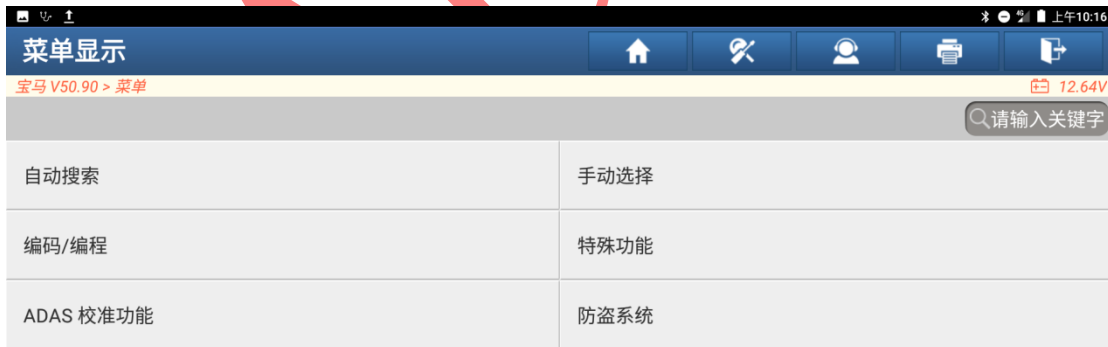 上午10:16
菜单显示
宝马 V50.90 > 菜单
12.64V
请输入关键字
自动搜索
手动选择
编码/编程
特殊功能
ADAS 校准功能
防盗系统